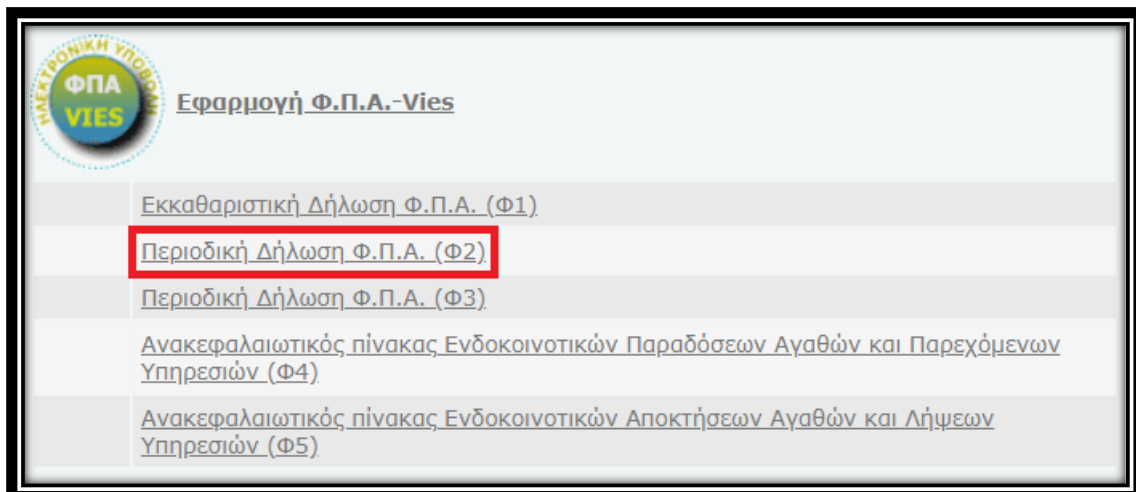 ΗΛΕΚΤΡΟΝΙΚΗ ΥΠΟΒΟΛΗ
ΦΠΑ
VIES
Εφαρμογή Φ.Π.Α.-Vies
Εκκαθαριστική Δήλωση Φ.Π.Α. (Φ1)
Περιοδική Δήλωση Φ.Π.Α. (Φ2)
Περιοδική Δήλωση Φ.Π.Α. (Φ3)
Ανακεφαλαιωτικός πίνακας Ενδοκοινοτικών Παραδόσεων Αγαθών και Παρεχόμενων
Υπηρεσιών (Φ4)
Ανακεφαλαιωτικός πίνακας Ενδοκοινοτικών Αποκτήσεων Αγαθών και Λήψεων
Υπηρεσιών (Φ5)